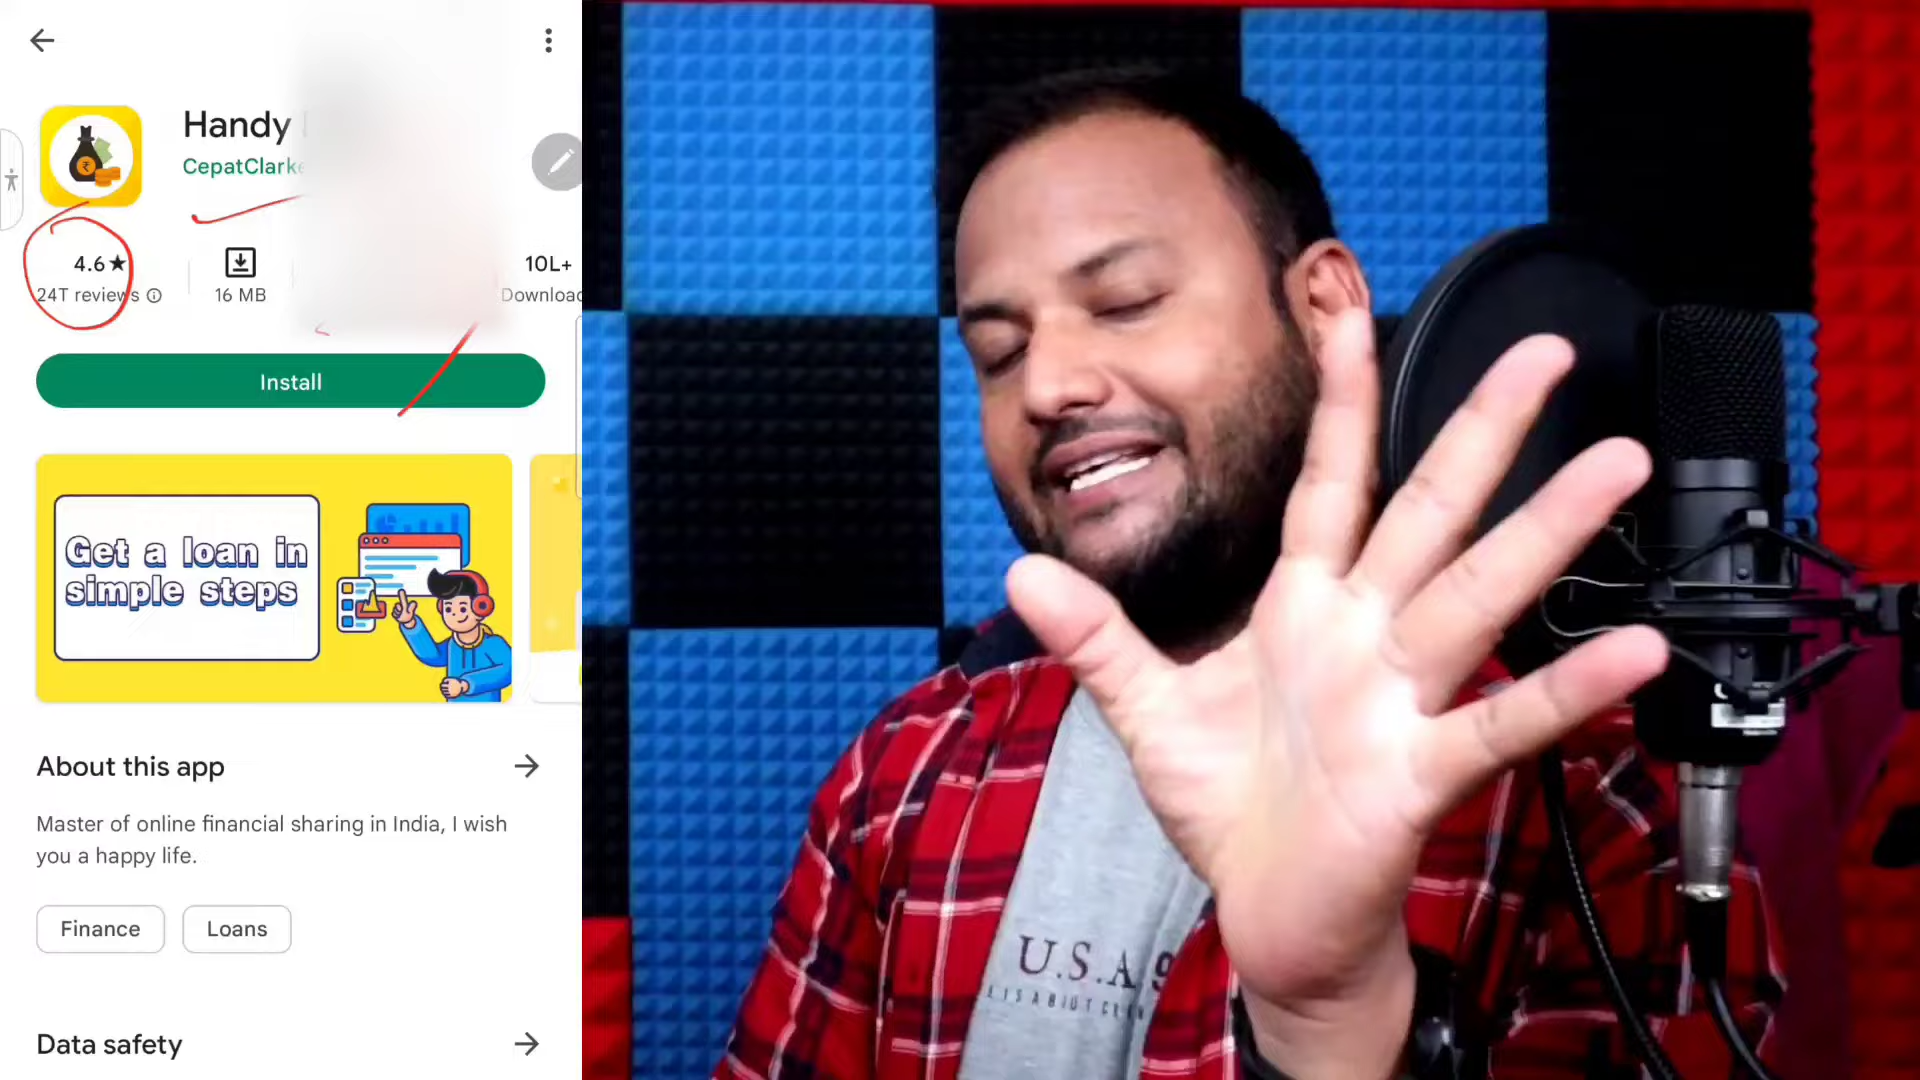 Handy
CepatClarke
4.6★
24T reviews
16 MB
10L+
Download
Install
Get a loan in
simple steps
About this app
Master of online financial sharing in India, I wish
you a happy life.
Finance
Loans
Data safety
U.S.A